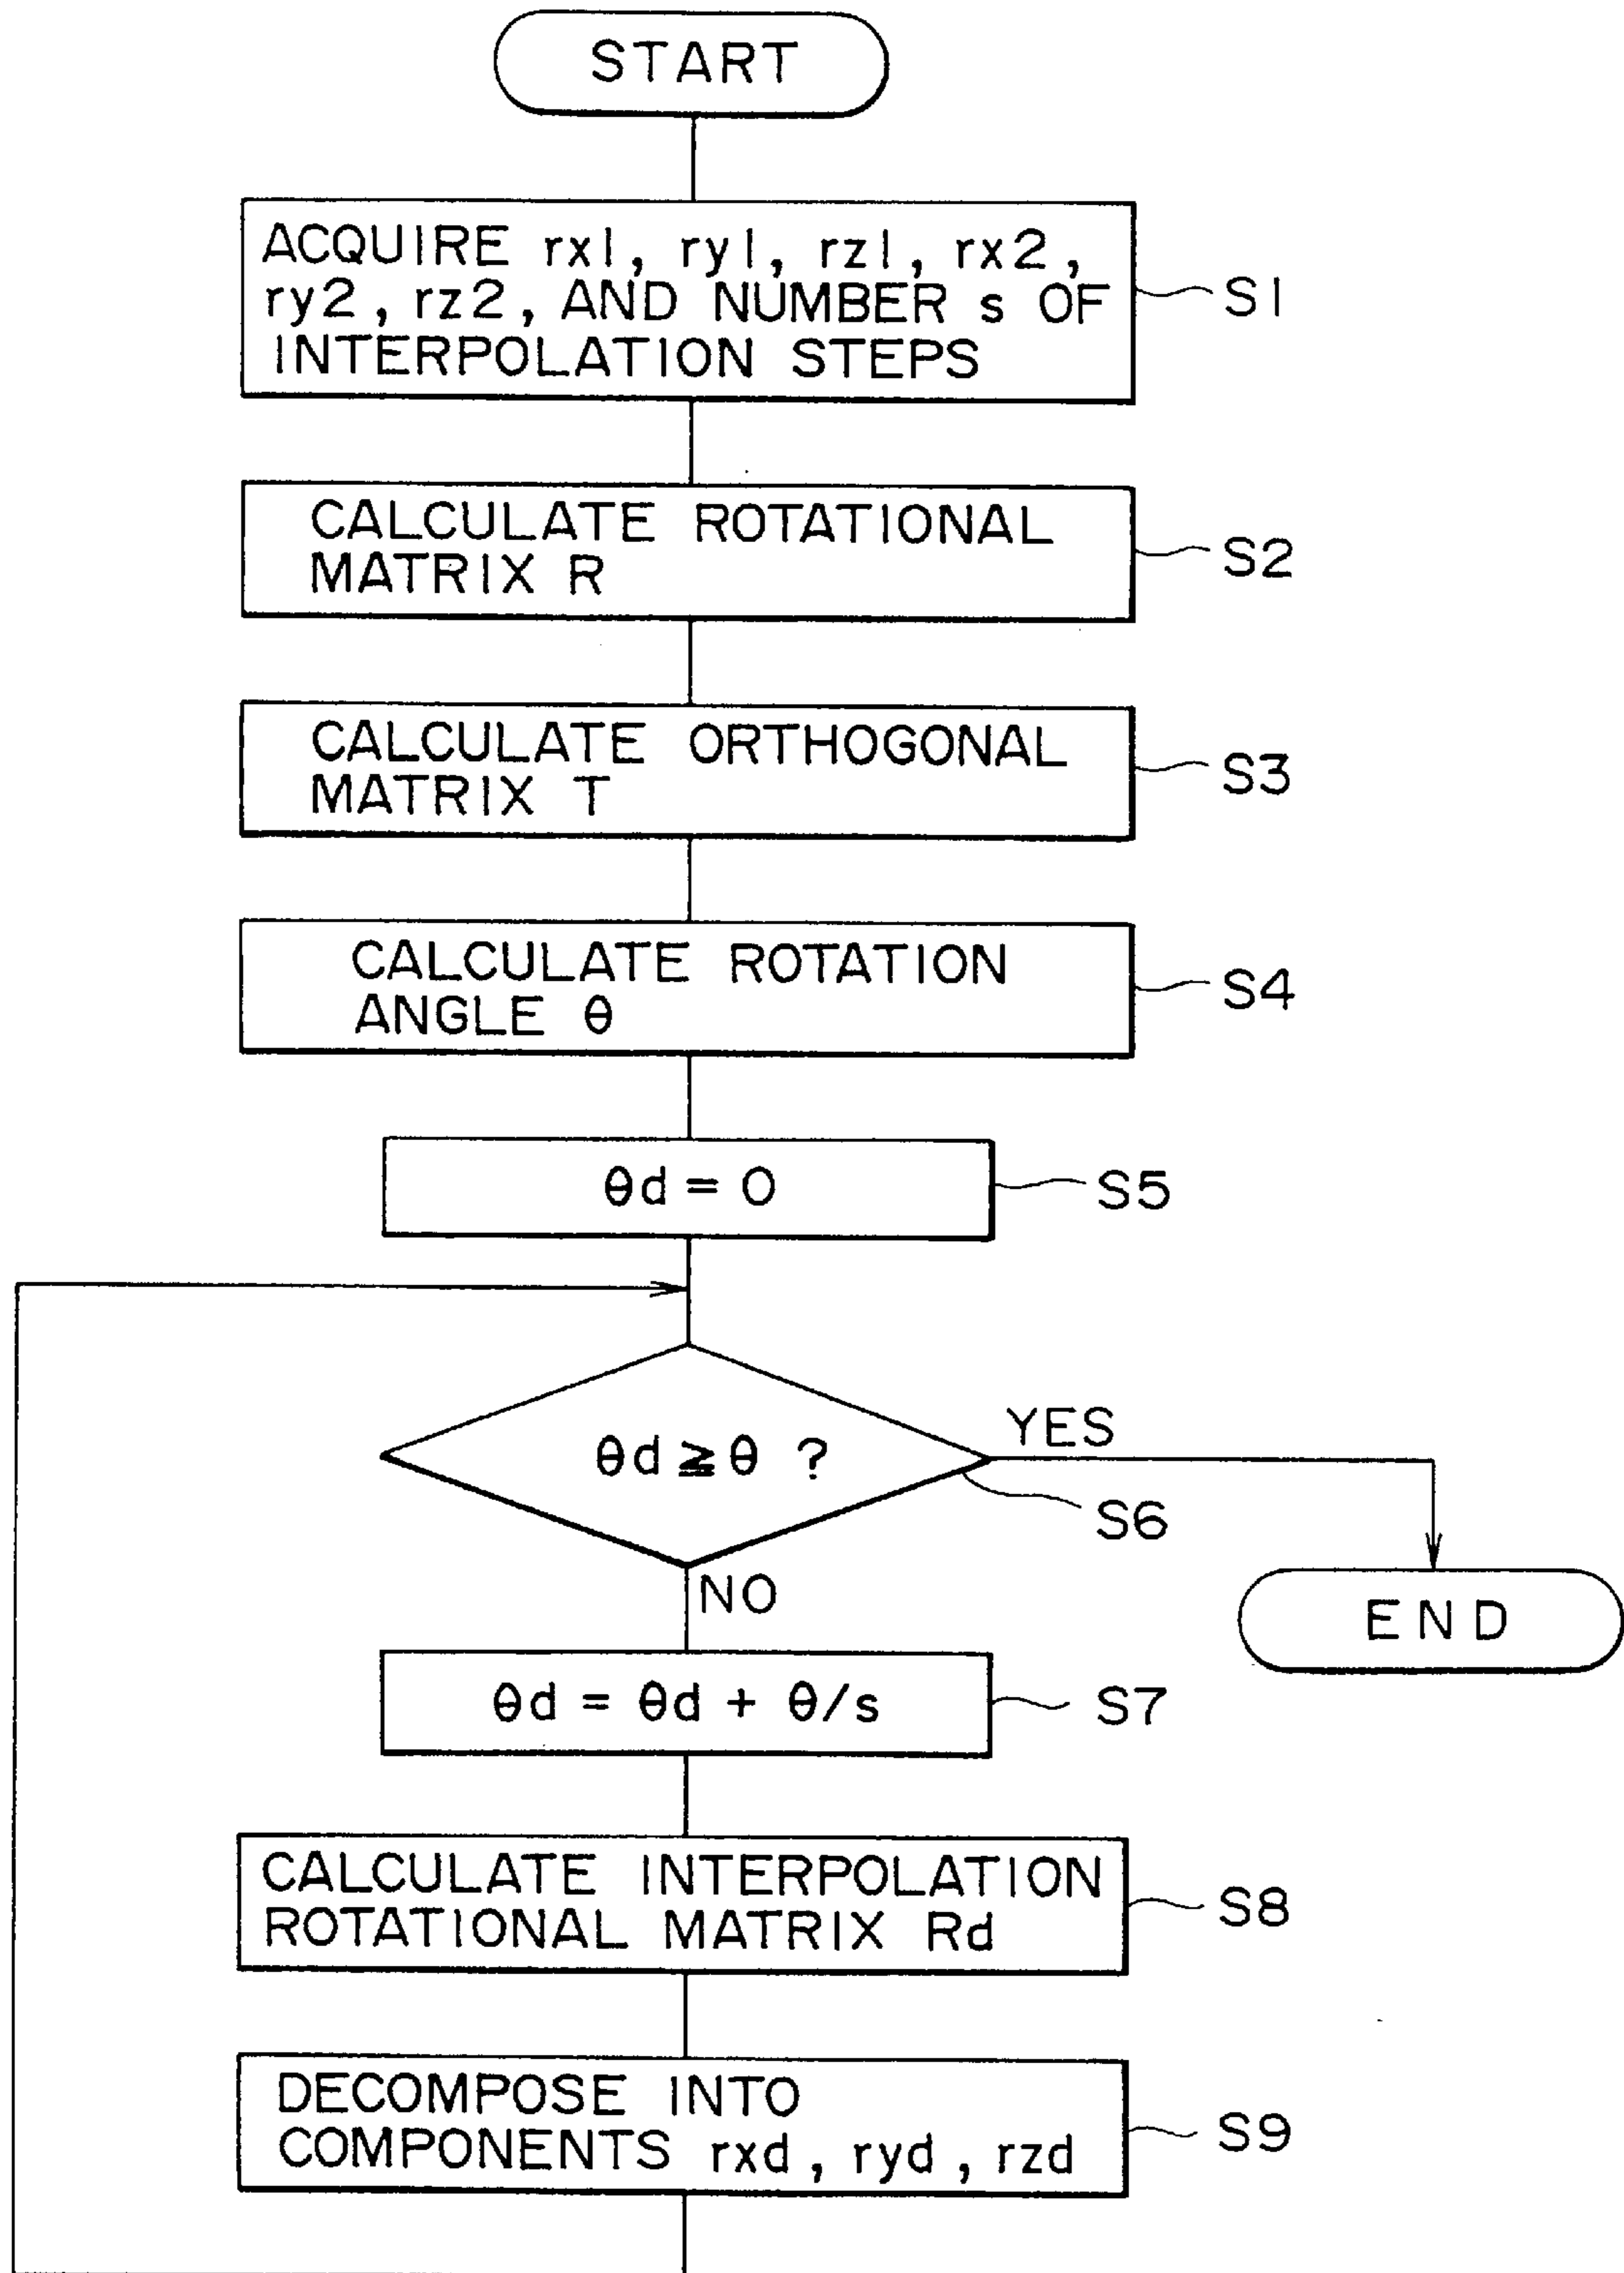 START
ACQUIRE rx1, ry1, rz1, rx2,
ry2, rz2, AND NUMBER s OF
INTERPOLATION STEPS
S1
CALCULATE ROTATIONAL
MATRIX R
S2
CALCULATE ORTHOGONAL
MATRIX T
S3
CALCULATE ROTATION
ANGLE θ
S4
θd = 0
S5
θd ≧ θ ?
YES
S6
NO
END
θd = θd + θ/s
S7
CALCULATE INTERPOLATION
ROTATIONAL MATRIX Rd
S8
DECOMPOSE INTO
COMPONENTS rxd, ryd, rzd
S9